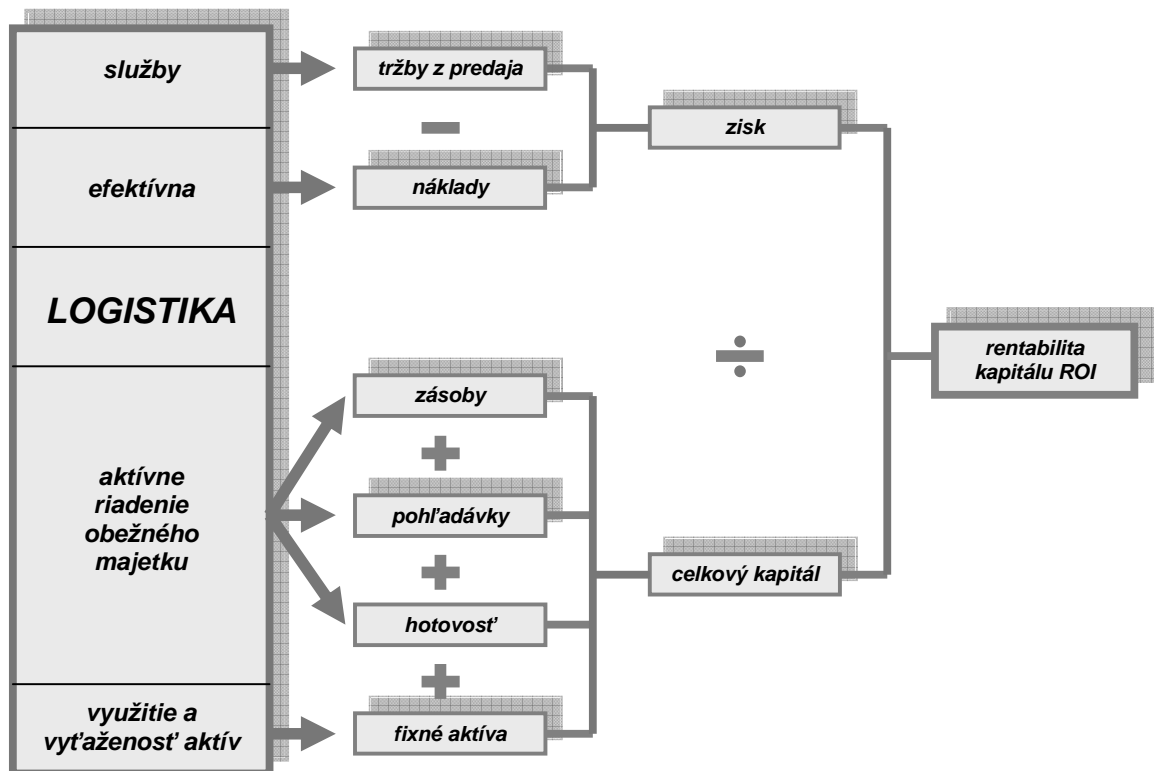 služby
efektívna
LOGISTIKA
aktívne
riadenie
obežného
majetku
využitie a
vyťaženosť aktív
tržby z predaja
náklady
zásoby
pohľadávky
hotovosť
fixné aktíva
zisk
celkový kapitál
rentabilita
kapitálu ROI